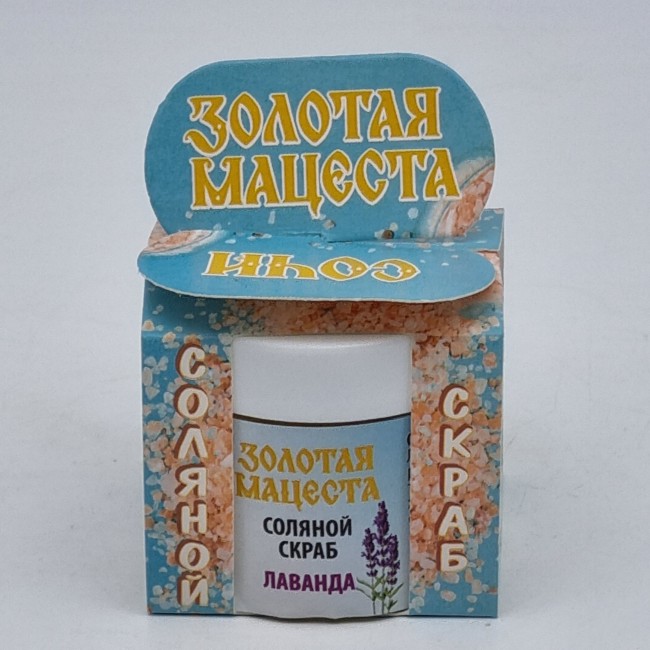 ЗОЛОТАЯ
МАЦЕСТА
СОЧИ
СОЛЯНОЙ
СКРАБ
ЗОЛОТАЯ
МАЦЕСТА
СОЛЯНОЙ
СКРАБ
ЛАВАНДА